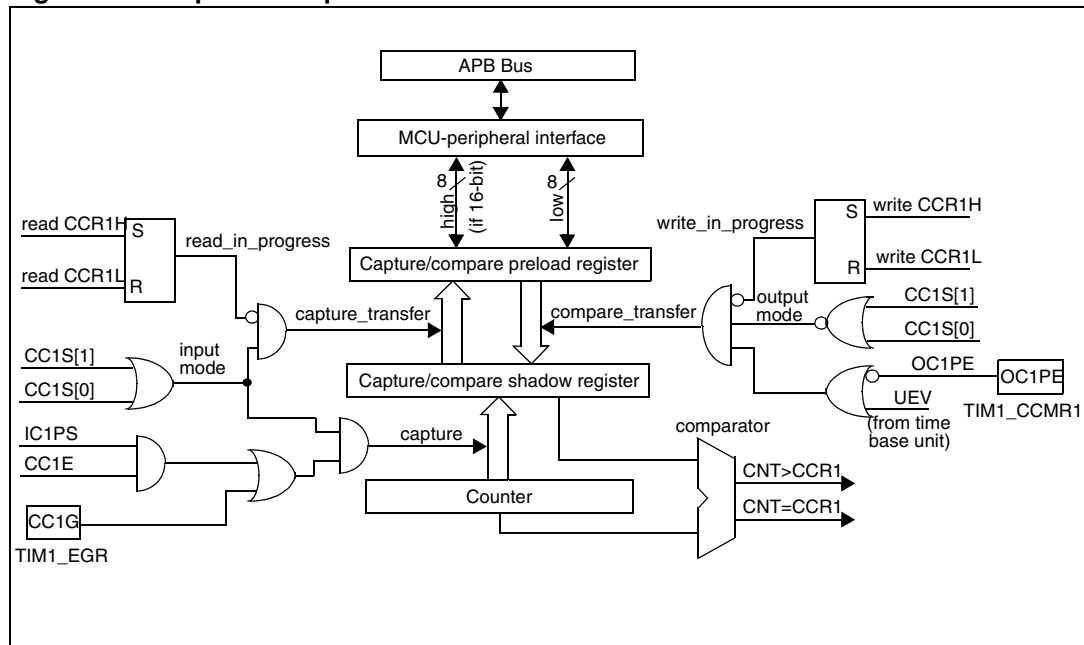 APB Bus
MCU-peripheral interface
8
high
(if 16-bit)
8
low
read CCR1H
S
read_in_progress
read CCR1L
R
write_in_progress
S
write CCR1H
R
write CCR1L
Capture/compare preload register
capture_transfer
compare_transfer
output
mode
CC1S[1]
CC1S[0]
CC1S[1]
CC1S[0]
input
mode
Capture/compare shadow register
OC1PE
OC1PE
UEV
TIM1_CCMR1
(from time
base unit)
IC1PS
CC1E
capture
comparator
CNT>CCR1
Counter
CNT=CCR1
CC1G
TIM1_EGR